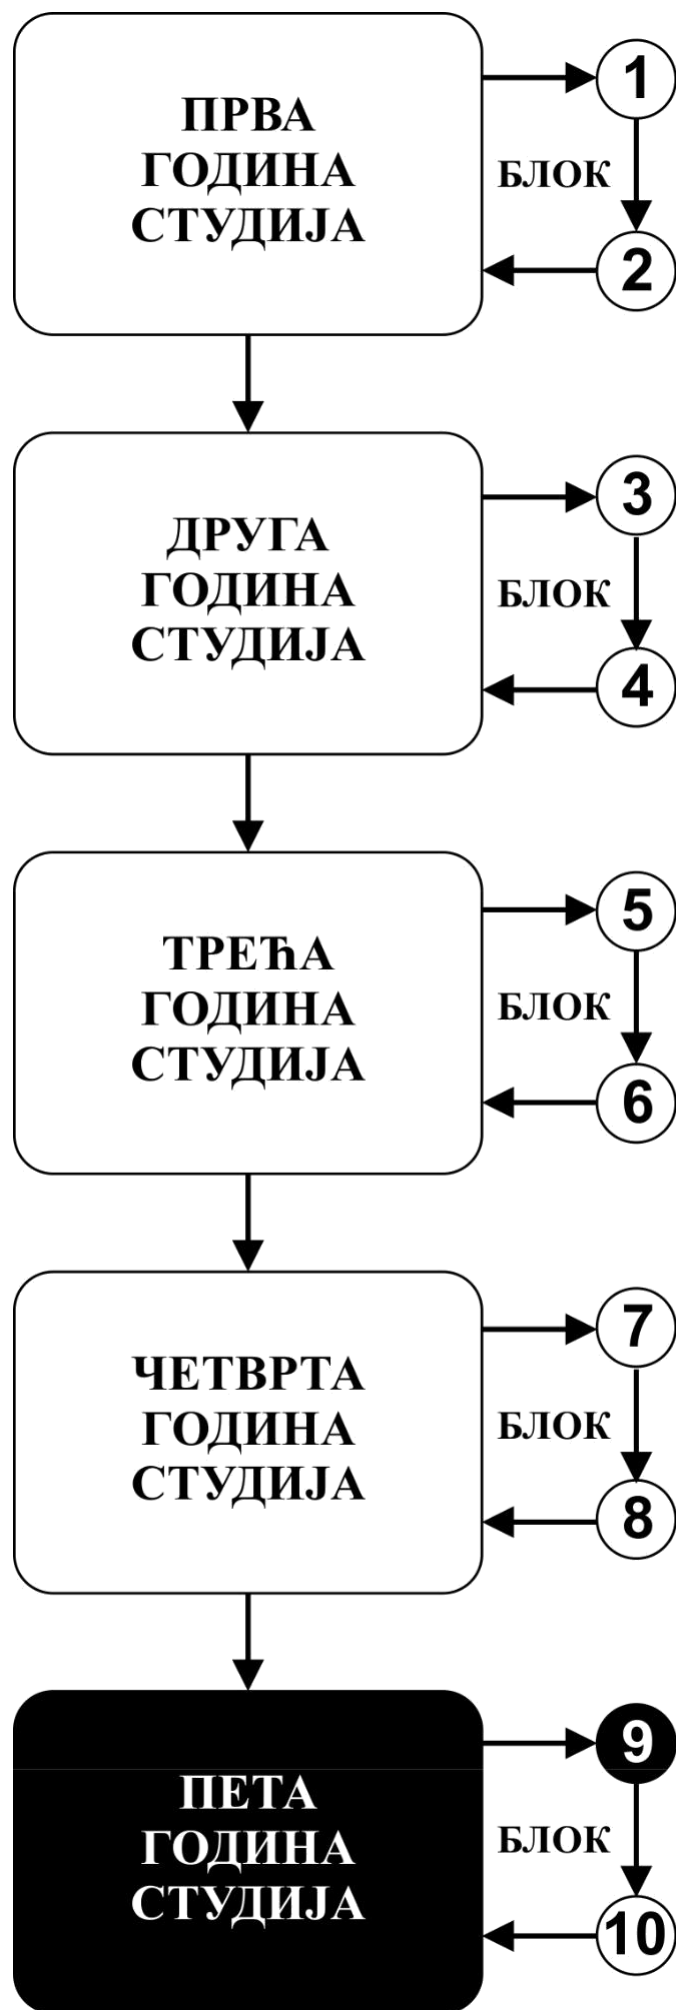 ПРВА
ГОДИНА
СТУДИЈА
1
БЛОК
2
ДРУГА
ГОДИНА
СТУДИЈА
3
БЛОК
4
ТРЕЋА
ГОДИНА
СТУДИЈА
5
БЛОК
6
ЧЕТВРТА
ГОДИНА
СТУДИЈА
7
БЛОК
8
ПЕТА
ГОДИНА
СТУДИЈА
9
БЛОК
10